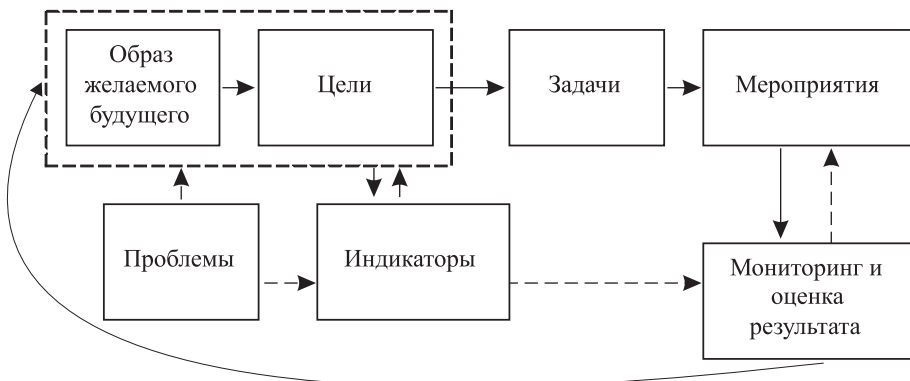 Образ
желаемого
будущего
Цели
Задачи
Мероприятия
Проблемы
Индикаторы
Мониторинг и
оценка
результата